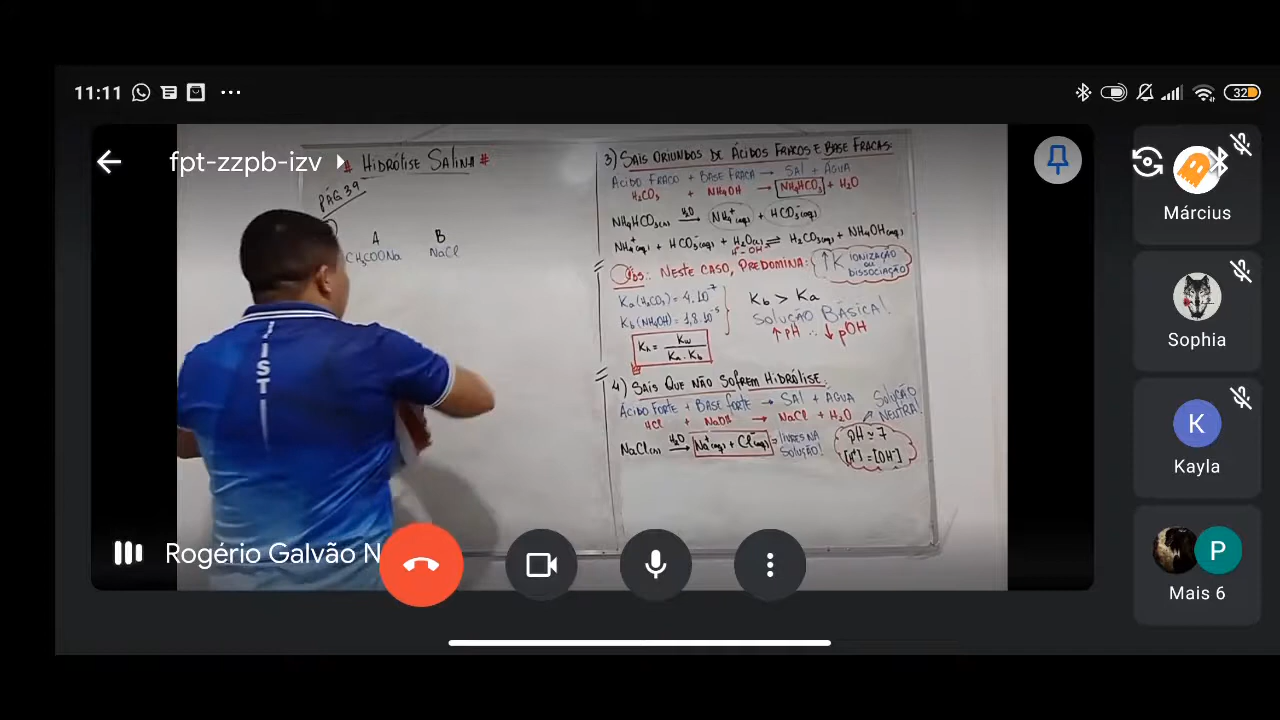 11:11
32
fpt-zzpb-izv
# HIDRÓLISE SALINA #
PÁG. 39
A B
CH₃COONa NaCl
3) SAIS ORIUNDOS DE ÁCIDOS FRACOS E BASE FRACAS:
ÁCIDO FRACO + BASE FRACA → SAL + ÁGUA
H₂CO₃ + NH₄OH → NH₄HCO₃ + H₂O
NH₄HCO₃(s) H₂O → NH₄⁺(aq) + HCO₃⁻(aq)
NH₄⁺(aq) + HCO₃⁻(aq) + H₂O(l) ⇌ H₂CO₃(aq) + NH₄OH(aq)
H⁻OH
OBS.: NESTE CASO, PREDOMINA: ↑K IONIZAÇÃO OU DISSOCIAÇÃO
Ka(H₂CO₃) = 4.10⁻⁷
Kb(NH₄OH) = 1,8.10⁻⁵
Kh = Kw / Ka.Kb
Kb > Ka
SOLUÇÃO BÁSICA!
↑pH ∴ ↓pOH
4) SAIS QUE NÃO SOFREM HIDRÓLISE.
ÁCIDO FORTE + BASE FORTE → SAL + ÁGUA
HCl + NaOH → NaCl + H₂O
NaCl(s) H₂O → Na⁺(aq) + Cl⁻(aq) = LIVRES NA SOLUÇÃO!
SOLUÇÃO NEUTRA!
pH ≃ 7
[H⁺] = [OH⁻]
IST
Rogério Galvão N
Március
Sophia
K
Kayla
P
Mais 6